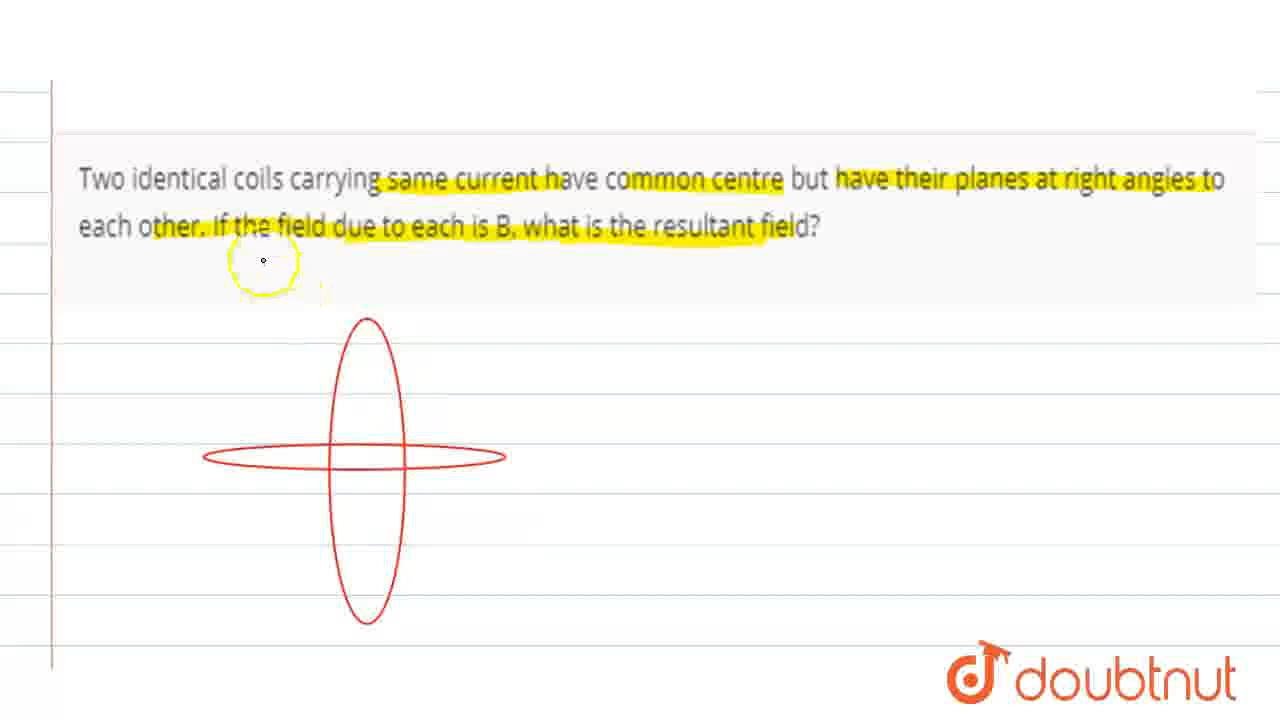 Two identical coils carrying same current have common centre but have their planes at right angles to
each other. If the field due to each is B, what is the resultant field?
doubtnut